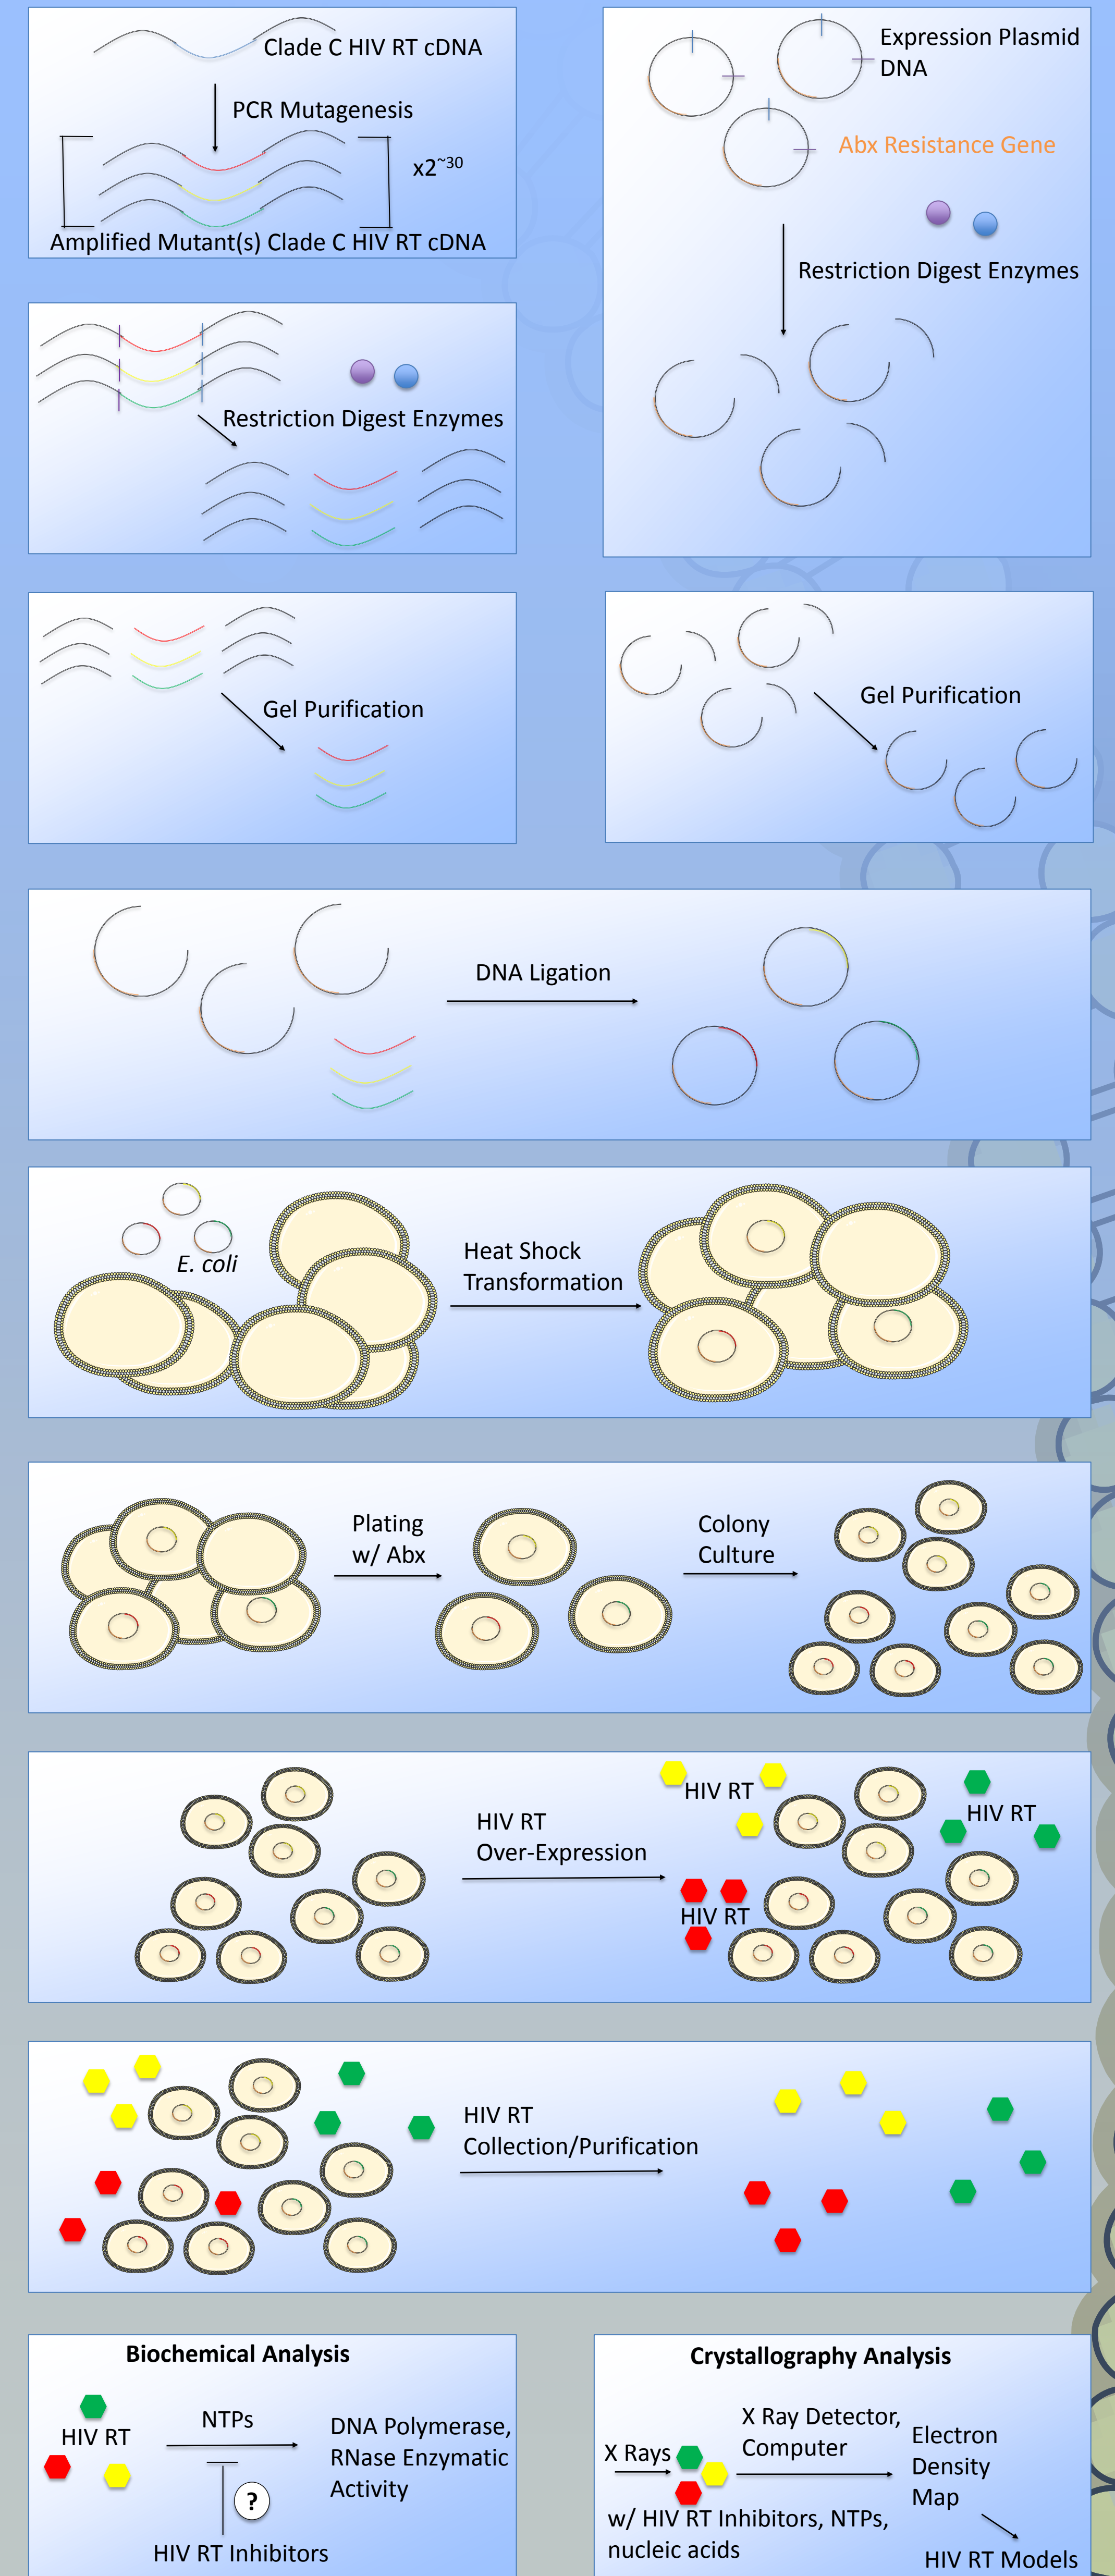 Clade C HIV RT cDNA
PCR Mutagenesis
x2~30
Amplified Mutant(s) Clade C HIV RT cDNA
Expression Plasmid
DNA
Abx Resistance Gene
Restriction Digest Enzymes
Restriction Digest Enzymes
Gel Purification
Gel Purification
DNA Ligation
E. coli
Heat Shock
Transformation
Plating
w/ Abx
Colony
Culture
HIV RT
Over-Expression
HIV RT
HIV RT
HIV RT
HIV RT
Collection/Purification
Biochemical Analysis
HIV RT
NTPs
DNA Polymerase,
RNase Enzymatic
Activity
?
HIV RT Inhibitors
Crystallography Analysis
X Rays
X Ray Detector,
Computer
Electron
Density
Map
w/ HIV RT Inhibitors, NTPs,
nucleic acids
HIV RT Models